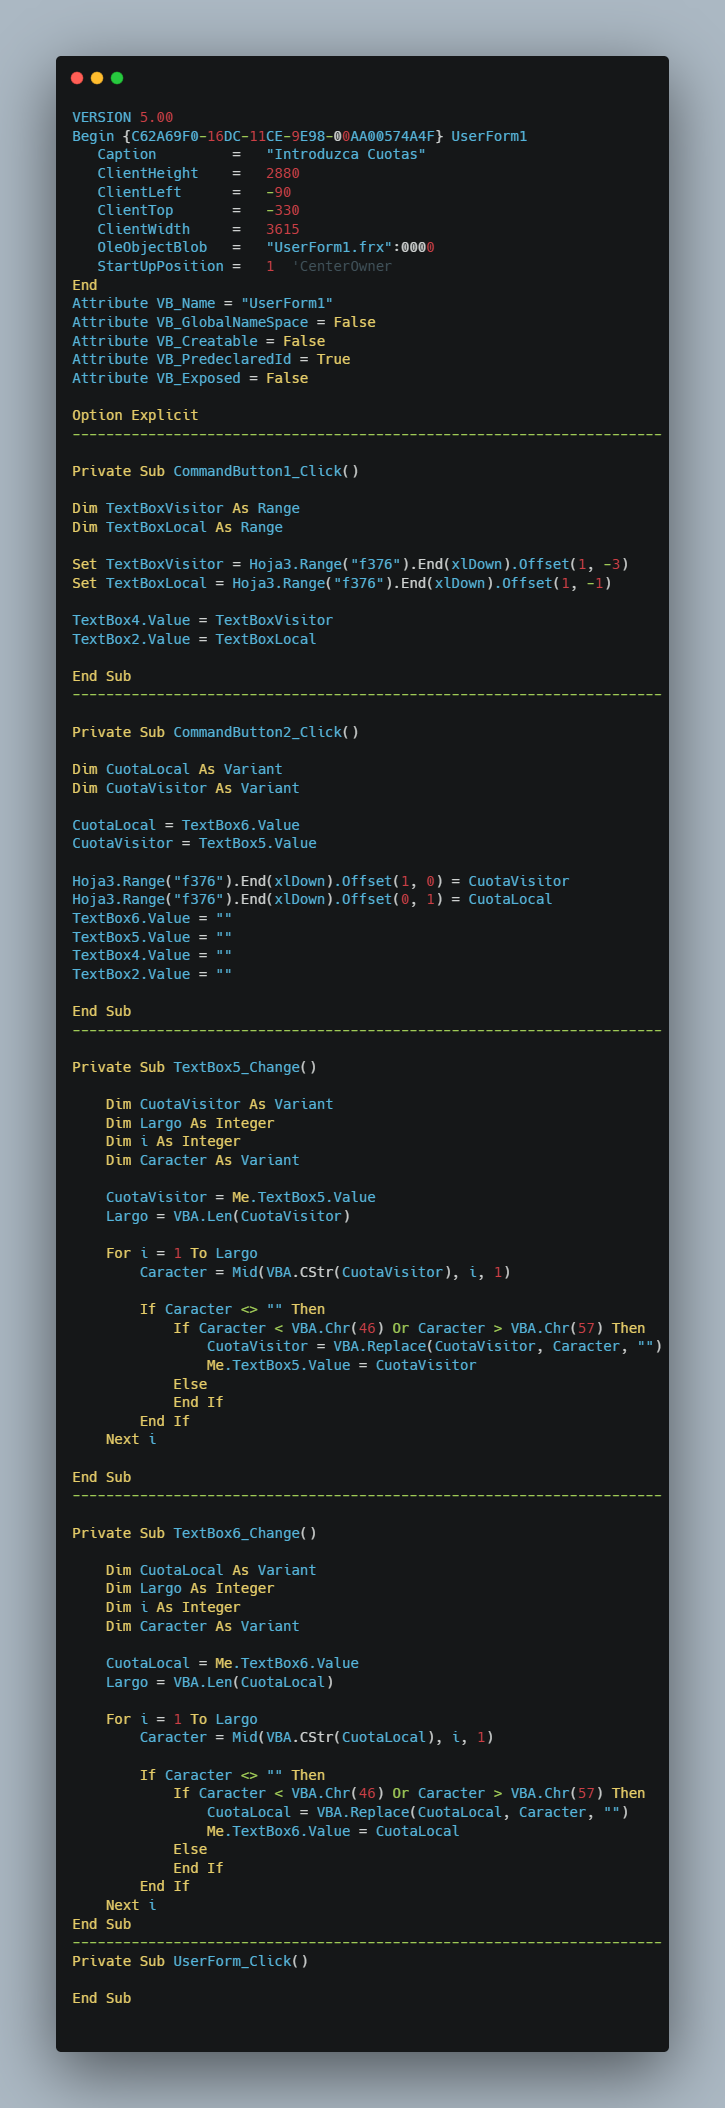 VERSION 5.00
Begin {C62A69F0-16DC-11CE-9E98-00AA00574A4F} UserForm1
   Caption         =   "Introduzca Cuotas"
   ClientHeight    =   2880
   ClientLeft      =   -90
   ClientTop       =   -330
   ClientWidth     =   3615
   OleObjectBlob   =   "UserForm1.frx":0000
   StartUpPosition =   1  'CenterOwner
End
Attribute VB_Name = "UserForm1"
Attribute VB_GlobalNameSpace = False
Attribute VB_Creatable = False
Attribute VB_PredeclaredId = True
Attribute VB_Exposed = False

Option Explicit
----------------------------------------------------------------------

Private Sub CommandButton1_Click()

Dim TextBoxVisitor As Range
Dim TextBoxLocal As Range

Set TextBoxVisitor = Hoja3.Range("f376").End(xlDown).Offset(1, -3)
Set TextBoxLocal = Hoja3.Range("f376").End(xlDown).Offset(1, -1)

TextBox4.Value = TextBoxVisitor
TextBox2.Value = TextBoxLocal

End Sub
----------------------------------------------------------------------

Private Sub CommandButton2_Click()

Dim CuotaLocal As Variant
Dim CuotaVisitor As Variant

CuotaLocal = TextBox6.Value
CuotaVisitor = TextBox5.Value

Hoja3.Range("f376").End(xlDown).Offset(1, 0) = CuotaVisitor
Hoja3.Range("f376").End(xlDown).Offset(0, 1) = CuotaLocal
TextBox6.Value = ""
TextBox5.Value = ""
TextBox4.Value = ""
TextBox2.Value = ""

End Sub
----------------------------------------------------------------------

Private Sub TextBox5_Change()

    Dim CuotaVisitor As Variant
    Dim Largo As Integer
    Dim i As Integer
    Dim Caracter As Variant

    CuotaVisitor = Me.TextBox5.Value
    Largo = VBA.Len(CuotaVisitor)

    For i = 1 To Largo
        Caracter = Mid(VBA.CStr(CuotaVisitor), i, 1)

        If Caracter <> "" Then
            If Caracter < VBA.Chr(46) Or Caracter > VBA.Chr(57) Then
                CuotaVisitor = VBA.Replace(CuotaVisitor, Caracter, "")
                Me.TextBox5.Value = CuotaVisitor
            Else
            End If
        End If
    Next i

End Sub
----------------------------------------------------------------------

Private Sub TextBox6_Change()

    Dim CuotaLocal As Variant
    Dim Largo As Integer
    Dim i As Integer
    Dim Caracter As Variant

    CuotaLocal = Me.TextBox6.Value
    Largo = VBA.Len(CuotaLocal)

    For i = 1 To Largo
        Caracter = Mid(VBA.CStr(CuotaLocal), i, 1)

        If Caracter <> "" Then
            If Caracter < VBA.Chr(46) Or Caracter > VBA.Chr(57) Then
                CuotaLocal = VBA.Replace(CuotaLocal, Caracter, "")
                Me.TextBox6.Value = CuotaLocal
            Else
            End If
        End If
    Next i
End Sub
----------------------------------------------------------------------
Private Sub UserForm_Click()

End Sub